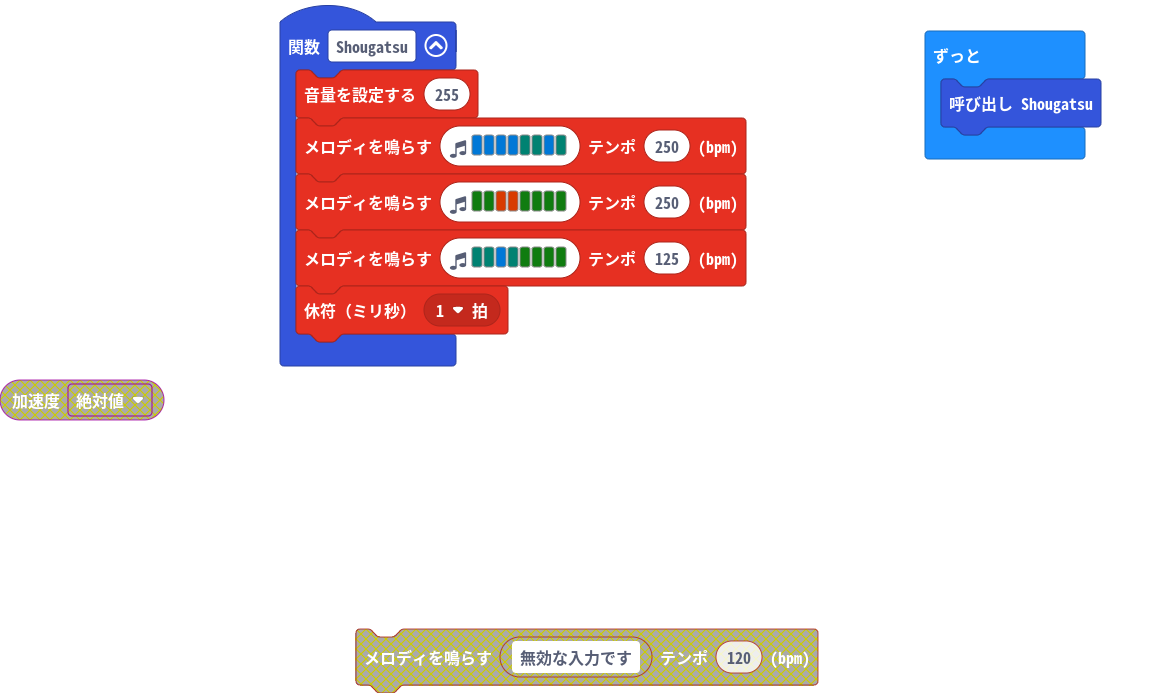 関数 Shougatsu
音量を設定する 255
メロディを鳴らす テンポ 250 (bpm)
メロディを鳴らす テンポ 250 (bpm)
メロディを鳴らす テンポ 125 (bpm)
休符（ミリ秒） 1 拍
ずっと
呼び出し Shougatsu
加速度 絶対値
メロディを鳴らす 無効な入力です テンポ 120 (bpm)